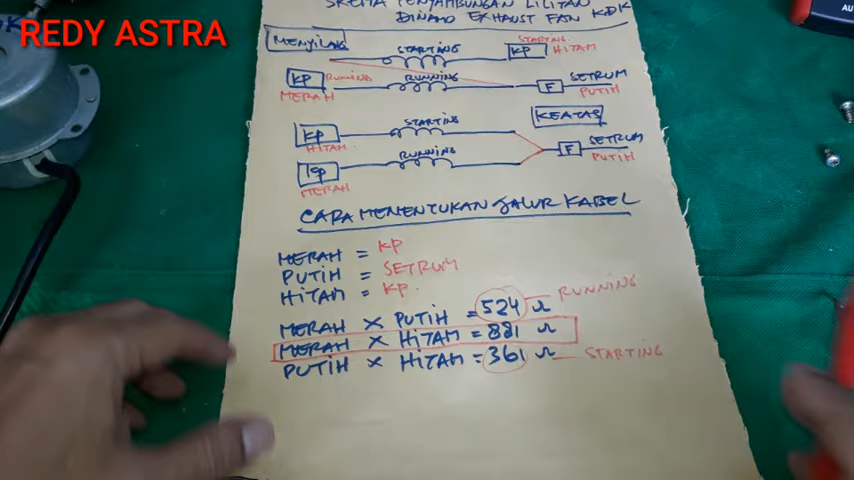 REDY ASTRA
SKEMA PENYAMBUNGAN LILITAN
DINAMO EXHAUST FAN KDK
MENYILANG
STARTING
KP
STARTING
HITAM
KP
RUNNING
MERAH
RUNNING
F
SETRUM
PUTIH
KEATAS
KP
HITAM
STARTING
KP
MERAH
RUNNING
F
SETRUM
PUTIH
CARA MENENTUKAN JALUR KABEL
MERAH = KP
PUTIH = SETRUM
HITAM = KP.
MERAH X PUTIH = 524 Ω RUNNING
MERAH X HITAM = 881 Ω
PUTIH X HITAM = 361 Ω STARTING
AU